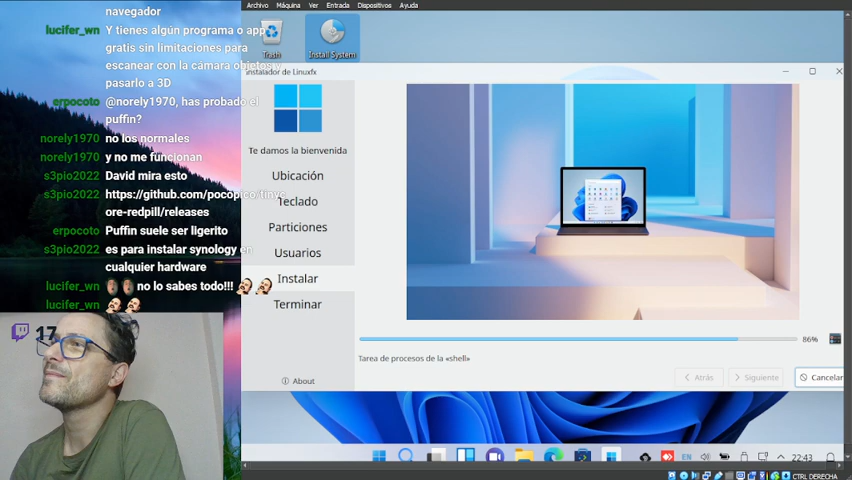 navegador
lucifer_wn Y tienes algún programa o app
gratis sin limitaciones para
escanear con la cámara objetos y
pasarlo a 3D
erpocoto @norely1970, has probado el
puffin?
norely1970 no los normales
norely1970 y no me funcionan
s3pio2022 David mira esto
s3pio2022 https://github.com/pocopico/tinyc
ore-redpill/releases
erpocoto Puffin suele ser ligerito
s3pio2022 es para instalar synology en
cualquier hardware
lucifer_wn no lo sabes todo!!!
lucifer_wn
17
Archivo Máquina Ver Entrada Dispositivos Ayuda
Trash Install System
Instalador de Linuxfx
Te damos la bienvenida
Ubicación
Teclado
Particiones
Usuarios
Instalar
Terminar
About
86%
Tarea de procesos de la «shell»
Atrás Siguiente Cancelar
EN 22:43
CTRL DERECHA